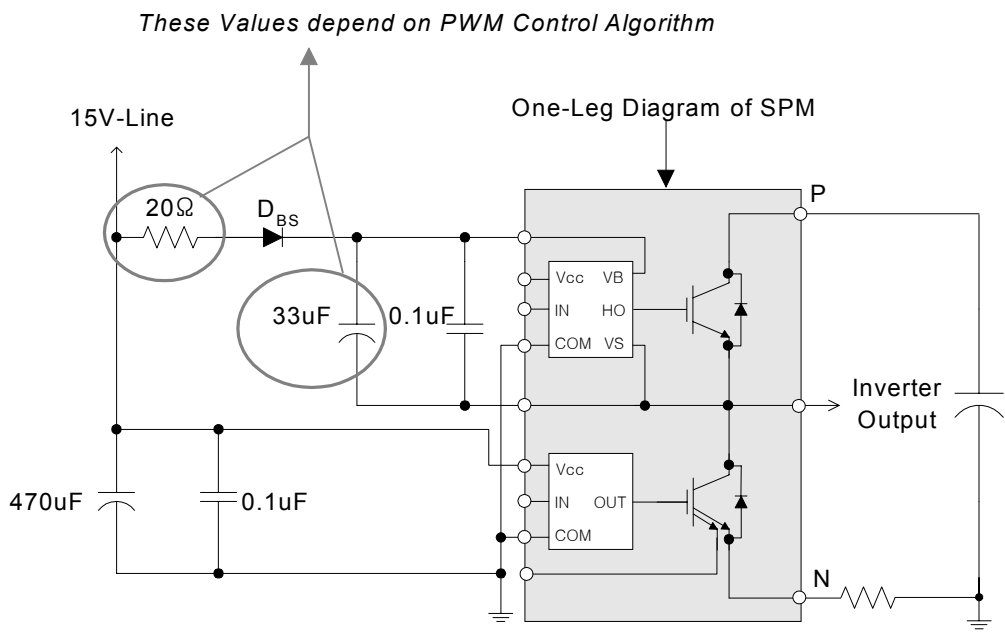 These Values depend on PWM Control Algorithm
15V-Line
One-Leg Diagram of SPM
P
20Ω
D_BS
Vcc VB
IN HO
COM VS
33uF
0.1uF
Inverter
Output
Vcc
IN OUT
COM
470uF
0.1uF
N